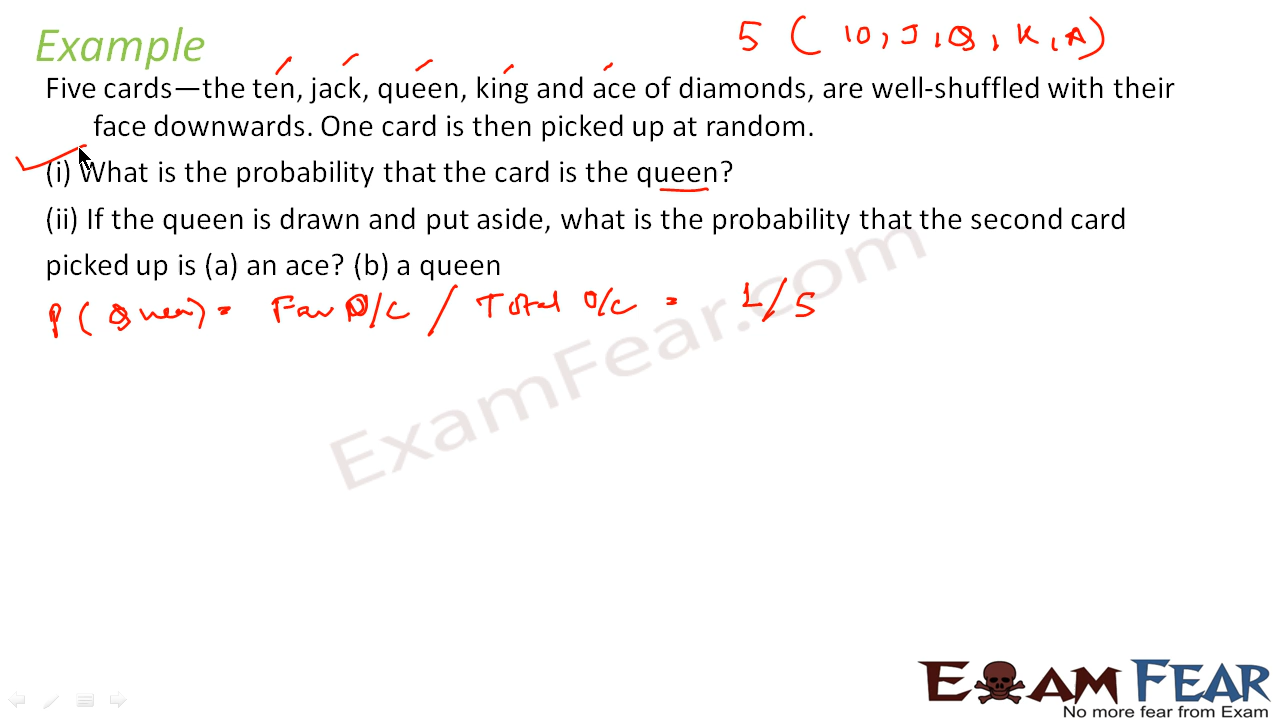 Example
5 ( 10, J, Q, K, A)
Five cards—the ten, jack, queen, king and ace of diamonds, are well-shuffled with their
face downwards. One card is then picked up at random.
(i) What is the probability that the card is the queen?
(ii) If the queen is drawn and put aside, what is the probability that the second card
picked up is (a) an ace? (b) a queen
P ( Queen) = Fav O/C / Total O/C = 1/5
ExamFear.com
EXAM FEAR
No more fear from Exam